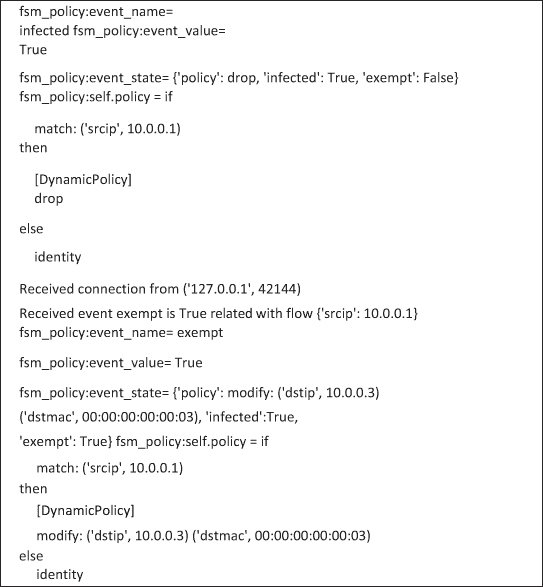 fsm_policy:event_name=
infected fsm_policy:event_value=
True
fsm_policy:event_state= {'policy': drop, 'infected': True, 'exempt': False}
fsm_policy:self.policy = if
match: ('srcip', 10.0.0.1)
then
[DynamicPolicy]
drop
else
identity
Received connection from ('127.0.0.1', 42144)
Received event exempt is True related with flow {'srcip': 10.0.0.1}
fsm_policy:event_name= exempt
fsm_policy:event_value= True
fsm_policy:event_state= {'policy': modify: ('dstip', 10.0.0.3)
('dstmac', 00:00:00:00:00:03), 'infected':True,
'exempt': True} fsm_policy:self.policy = if
match: ('srcip', 10.0.0.1)
then
[DynamicPolicy]
modify: ('dstip', 10.0.0.3) ('dstmac', 00:00:00:00:00:03)
else
identity